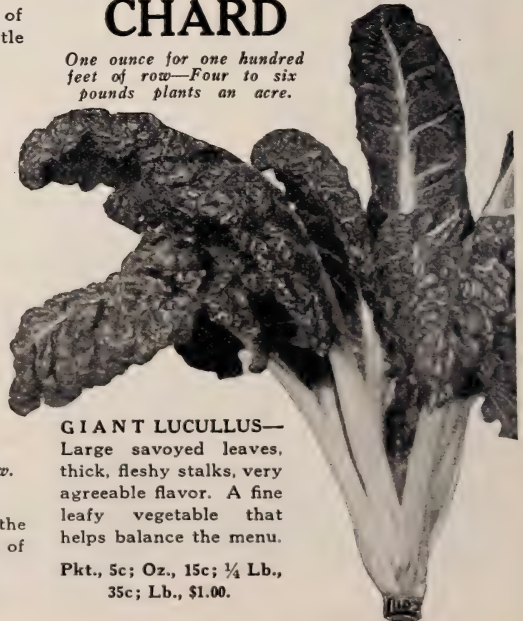 of
tle
CHARD
One ounce for one hundred
feet of row—Four to six
pounds plants an acre.
GIANT LUCULLUS—
Large savoyed leaves,
thick, fleshy stalks, very
agreeable flavor. A fine
leafy vegetable that
helps balance the menu.
Pkt., 5c; Oz., 15c; ¼ Lb.,
35c; Lb., $1.00.
w.
the
of